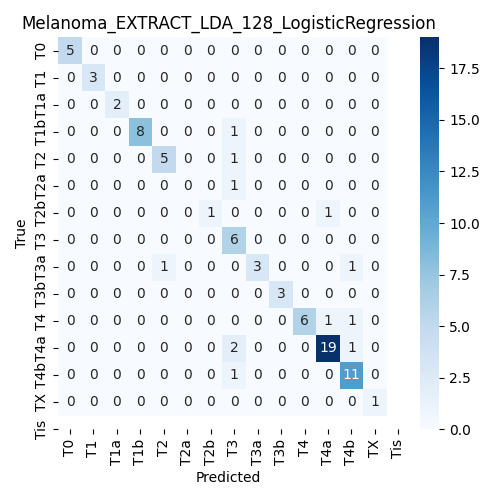 Melanoma_EXTRACT_LDA_128_LogisticRegression
T0 5 0 0 0 0 0 0 0 0 0 0 0 0 0
T1 0 3 0 0 0 0 0 0 0 0 0 0 0 0
T1a 0 0 2 0 0 0 0 0 0 0 0 0 0 0
T1b 0 0 0 8 0 0 0 1 0 0 0 0 0 0
T2 0 0 0 0 5 0 0 1 0 0 0 0 0 0
T2a 0 0 0 0 0 0 0 1 0 0 0 0 0 0
T2b 0 0 0 0 0 0 1 0 0 0 0 1 0 0
T3 0 0 0 0 0 0 0 6 0 0 0 0 0 0
T3a 0 0 0 0 1 0 0 0 3 0 0 0 1 0
T3b 0 0 0 0 0 0 0 0 0 3 0 0 0 0
T4 0 0 0 0 0 0 0 0 0 0 6 1 1 0
T4a 0 0 0 0 0 0 0 2 0 0 0 19 1 0
T4b 0 0 0 0 0 0 0 1 0 0 0 0 11 0
TX 0 0 0 0 0 0 0 0 0 0 0 0 0 1
Tis
True
T0 T1 T1a T1b T2 T2a T2b T3 T3a T3b T4 T4a T4b TX Tis
Predicted
17.5
15.0
12.5
10.0
7.5
5.0
2.5
0.0